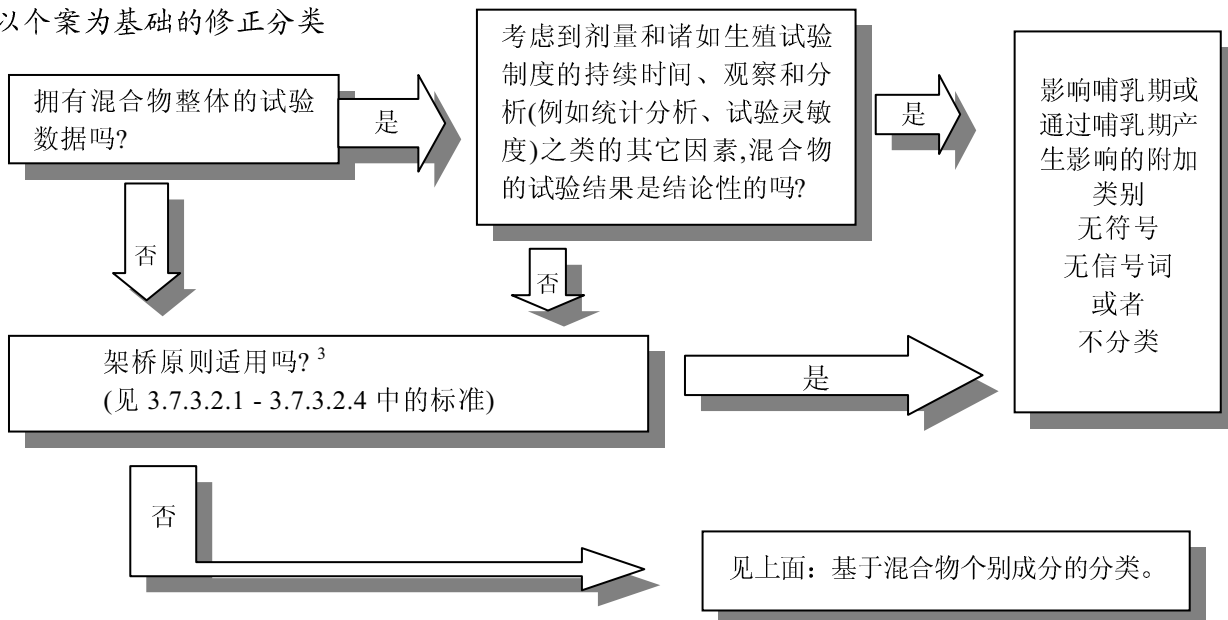 以个案为基础的修正分类
拥有混合物整体的试验
数据吗?
是
考虑到剂量和诸如生殖试验
制度的持续时间、观察和分
析(例如统计分析、试验灵敏
度)之类的其它因素,混合物
的试验结果是结论性的吗?
是
影响哺乳期或
通过哺乳期产
生影响的附加
类别
无符号
无信号词
或者
不分类
否
否
架桥原则适用吗? 3
(见 3.7.3.2.1 - 3.7.3.2.4 中的标准)
是
否
见上面：基于混合物个别成分的分类。